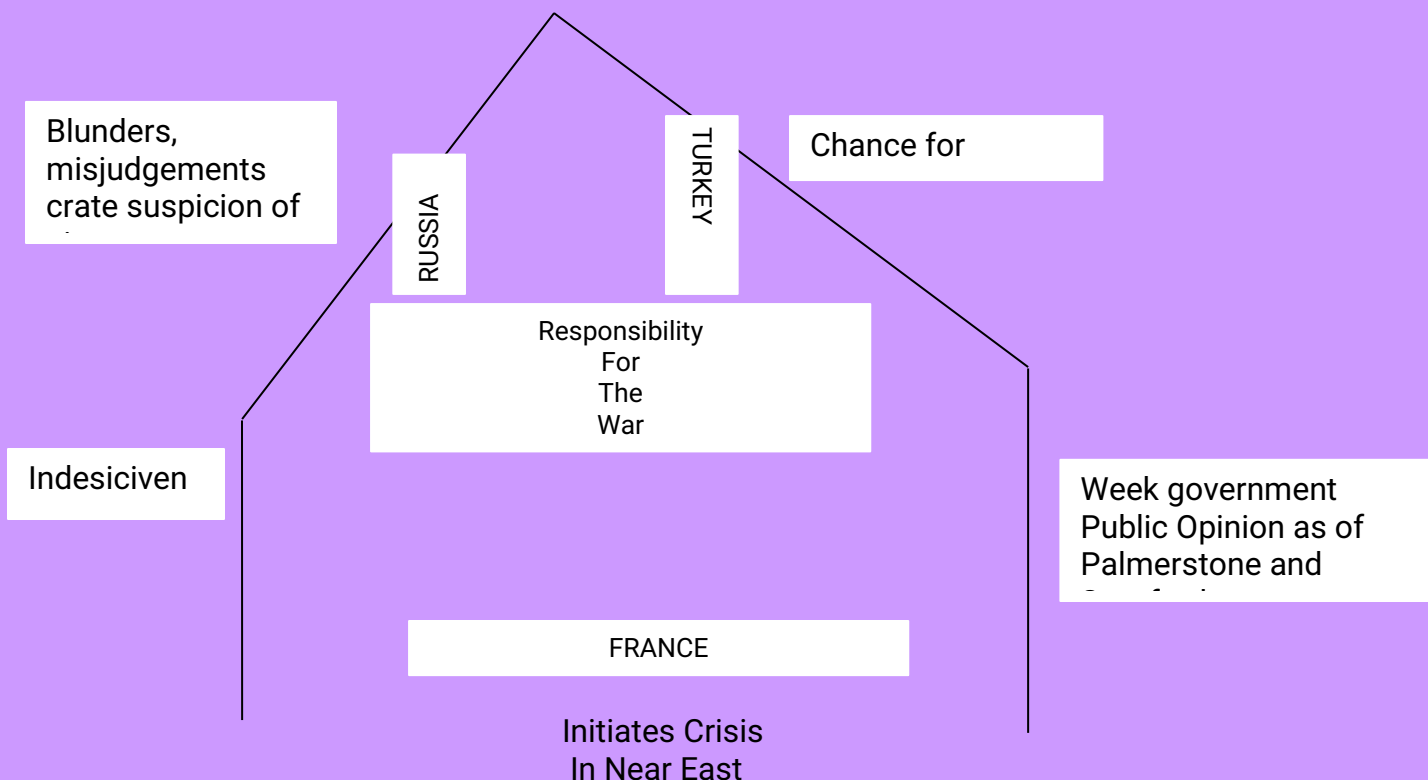 Blunders,
misjudgements
crate suspicion of
RUSSIA
TURKEY
Chance for
Responsibility
For
The
War
Indesiciven
Week government
Public Opinion as of
Palmerstone and
FRANCE
Initiates Crisis
In Near East